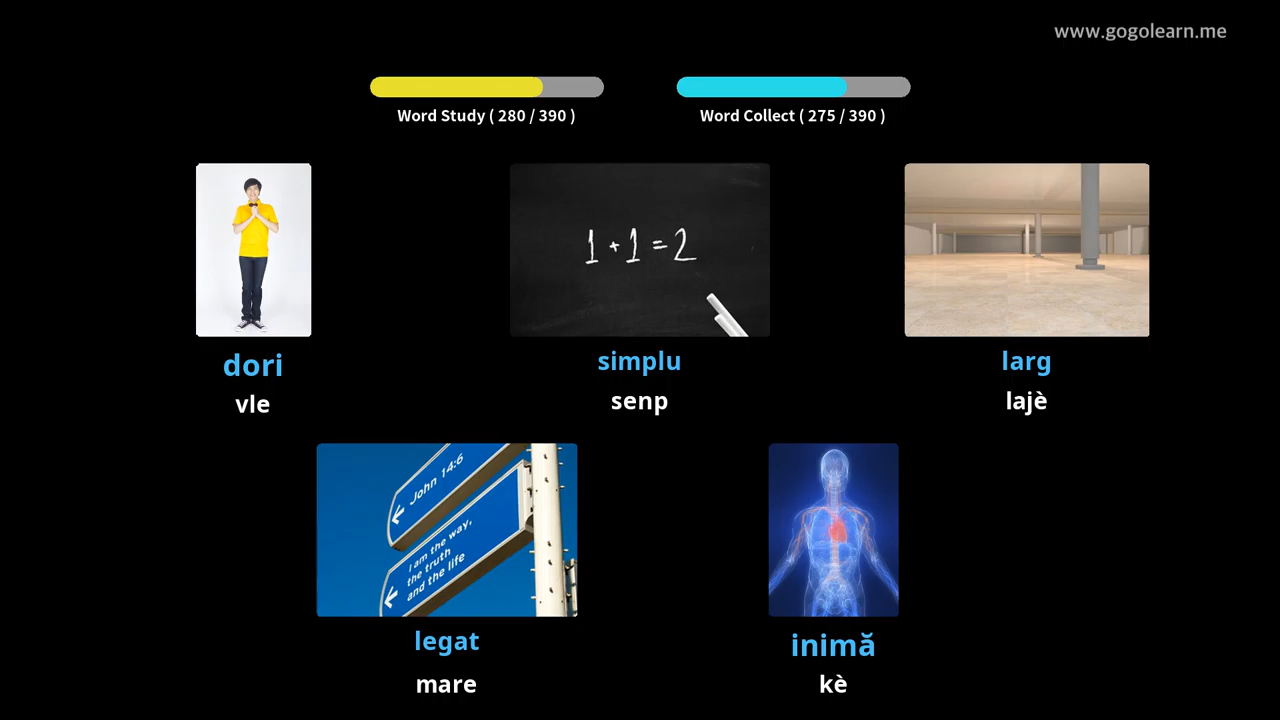 www.gogolearn.me
Word Study ( 280 / 390 )
Word Collect ( 275 / 390 )
1 + 1 = 2
dori
vle
simplu
senp
larg
lajè
John 14:6
I am the way,
the truth
and the life
legat
mare
inimă
kè